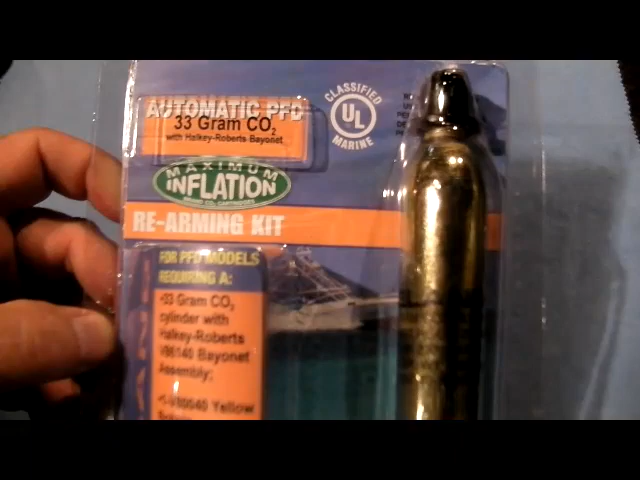 AUTOMATIC PFD
33 Gram CO2
with Halkey-Roberts Bayonet
CLASSIFIED
UL
MARINE
MAXIMUM
INFLATION
RE-ARMING KIT
FOR PFD MODELS
REQUIRING A:
•33 Gram CO2
cylinder with
Halkey-Roberts
Bayonet
Assembly;
Yellow